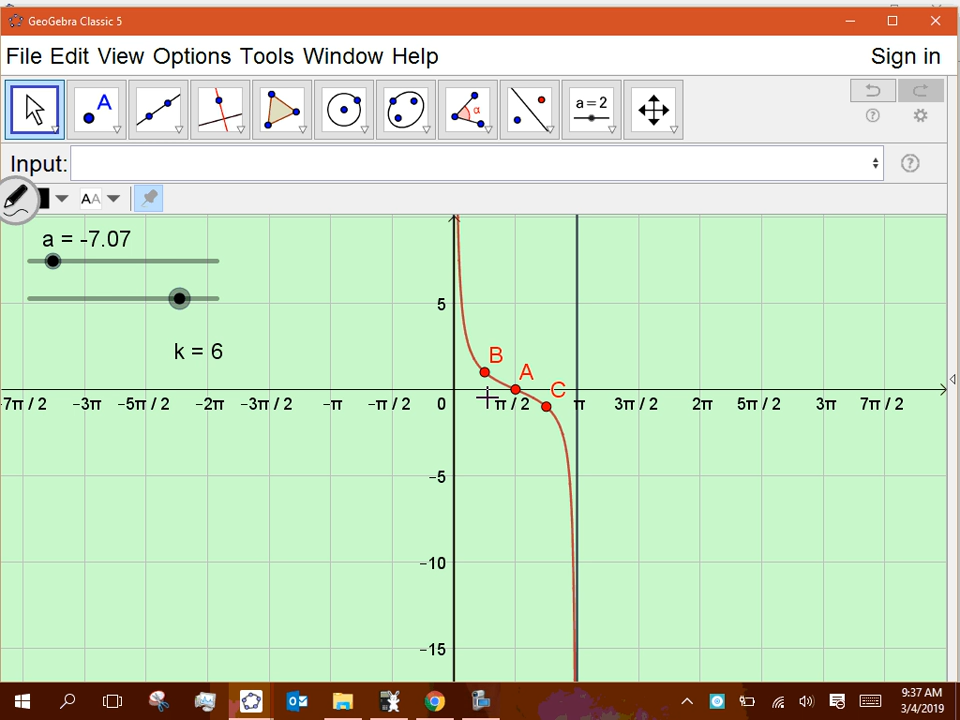 GeoGebra Classic 5
File Edit View Options Tools Window Help
Sign in
A
α
a=2
Input:
AA
a = -7.07
k = 6
5
B
A
C
-7π / 2 -3π -5π / 2 -2π -3π / 2 -π -π / 2 0 π / 2 π 3π / 2 2π 5π / 2 3π 7π / 2
-5
-10
-15
9:37 AM
3/4/2019